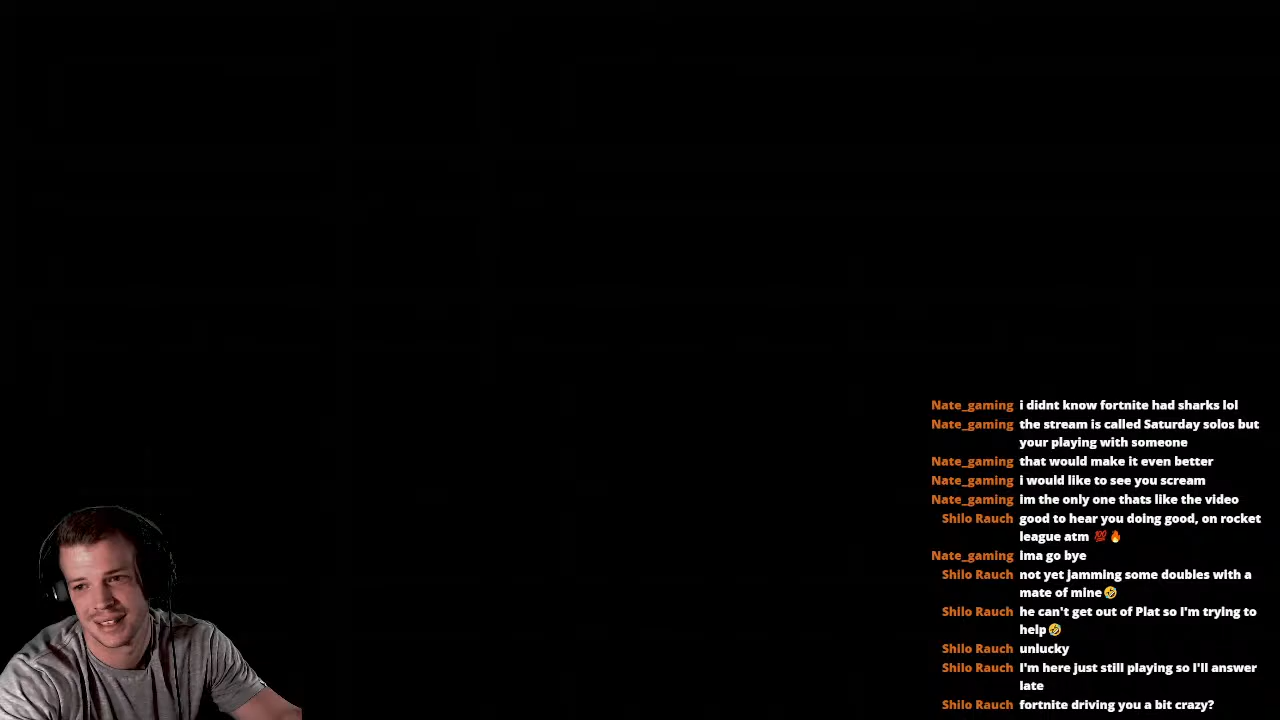 Nate_gaming i didnt know fortnite had sharks lol
Nate_gaming the stream is called Saturday solos but
your playing with someone
Nate_gaming that would make it even better
Nate_gaming i would like to see you scream
Nate_gaming im the only one thats like the video
Shilo Rauch good to hear you doing good, on rocket
league atm 💯🔥
Nate_gaming Ima go bye
Shilo Rauch not yet jamming some doubles with a
mate of mine🤣
Shilo Rauch he can't get out of Plat so I'm trying to
help🤣
Shilo Rauch unlucky
Shilo Rauch I'm here just still playing so I'll answer
late
Shilo Rauch fortnite driving you a bit crazy?